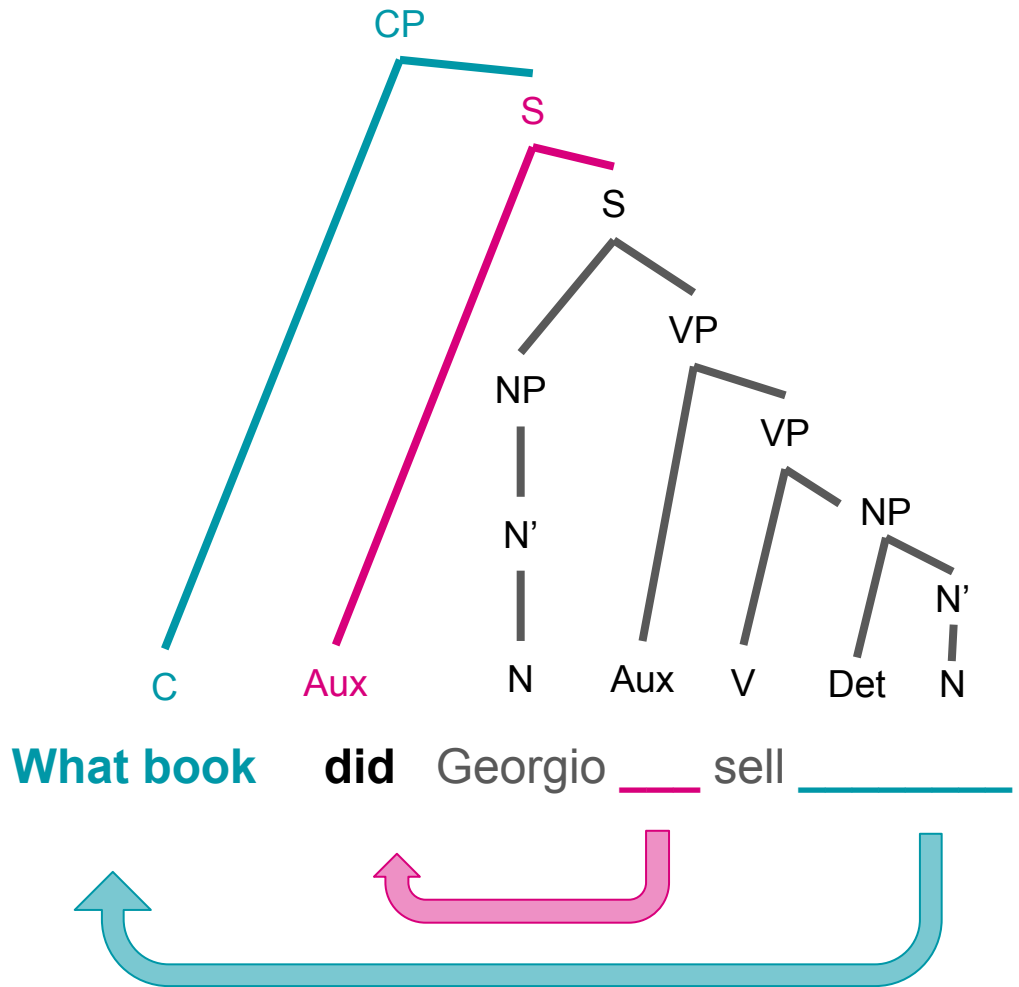 CP
S
S
VP
NP
VP
NP
N’
N’
C Aux N Aux V Det N
What book did Georgio ___ sell ________